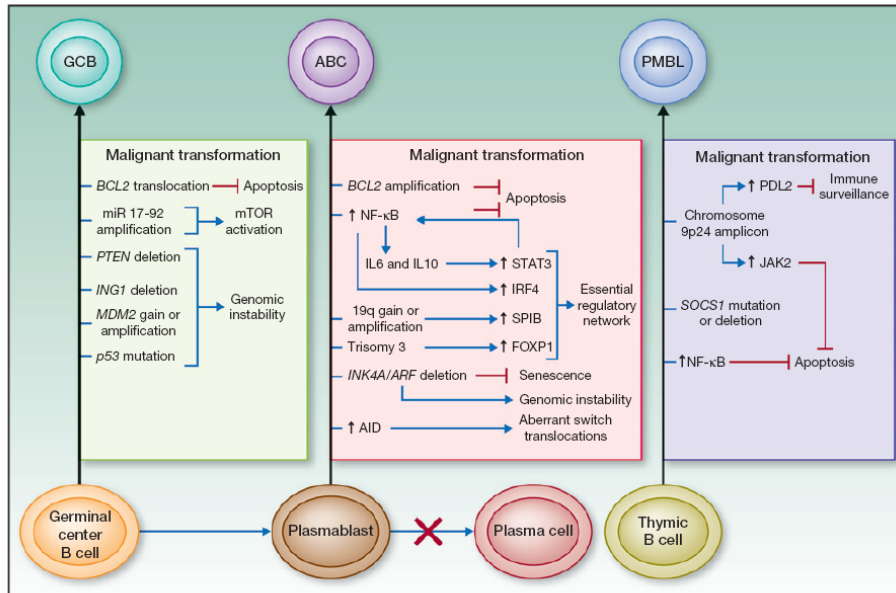 GCB
ABC
PMBL
Malignant transformation
BCL2 translocation
Apoptosis
miR 17-92
amplification
mTOR
activation
PTEN deletion
ING1 deletion
MDM2 gain or
amplification
p53 mutation
Genomic
instability
Malignant transformation
BCL2 amplification
Apoptosis
↑ NF-κB
IL6 and IL10
↑ STAT3
↑ IRF4
19q gain or
amplification
↑ SPIB
Trisomy 3
↑ FOXP1
Essential
regulatory
network
INK4A/ARF deletion
Senescence
Genomic instability
↑ AID
Aberrant switch
translocations
Malignant transformation
↑ PDL2
Immune
surveillance
Chromosome
9p24 amplicon
↑ JAK2
SOCS1 mutation
or deletion
↑NF-κB
Apoptosis
Germinal
center
B cell
Plasmablast
Plasma cell
Thymic
B cell